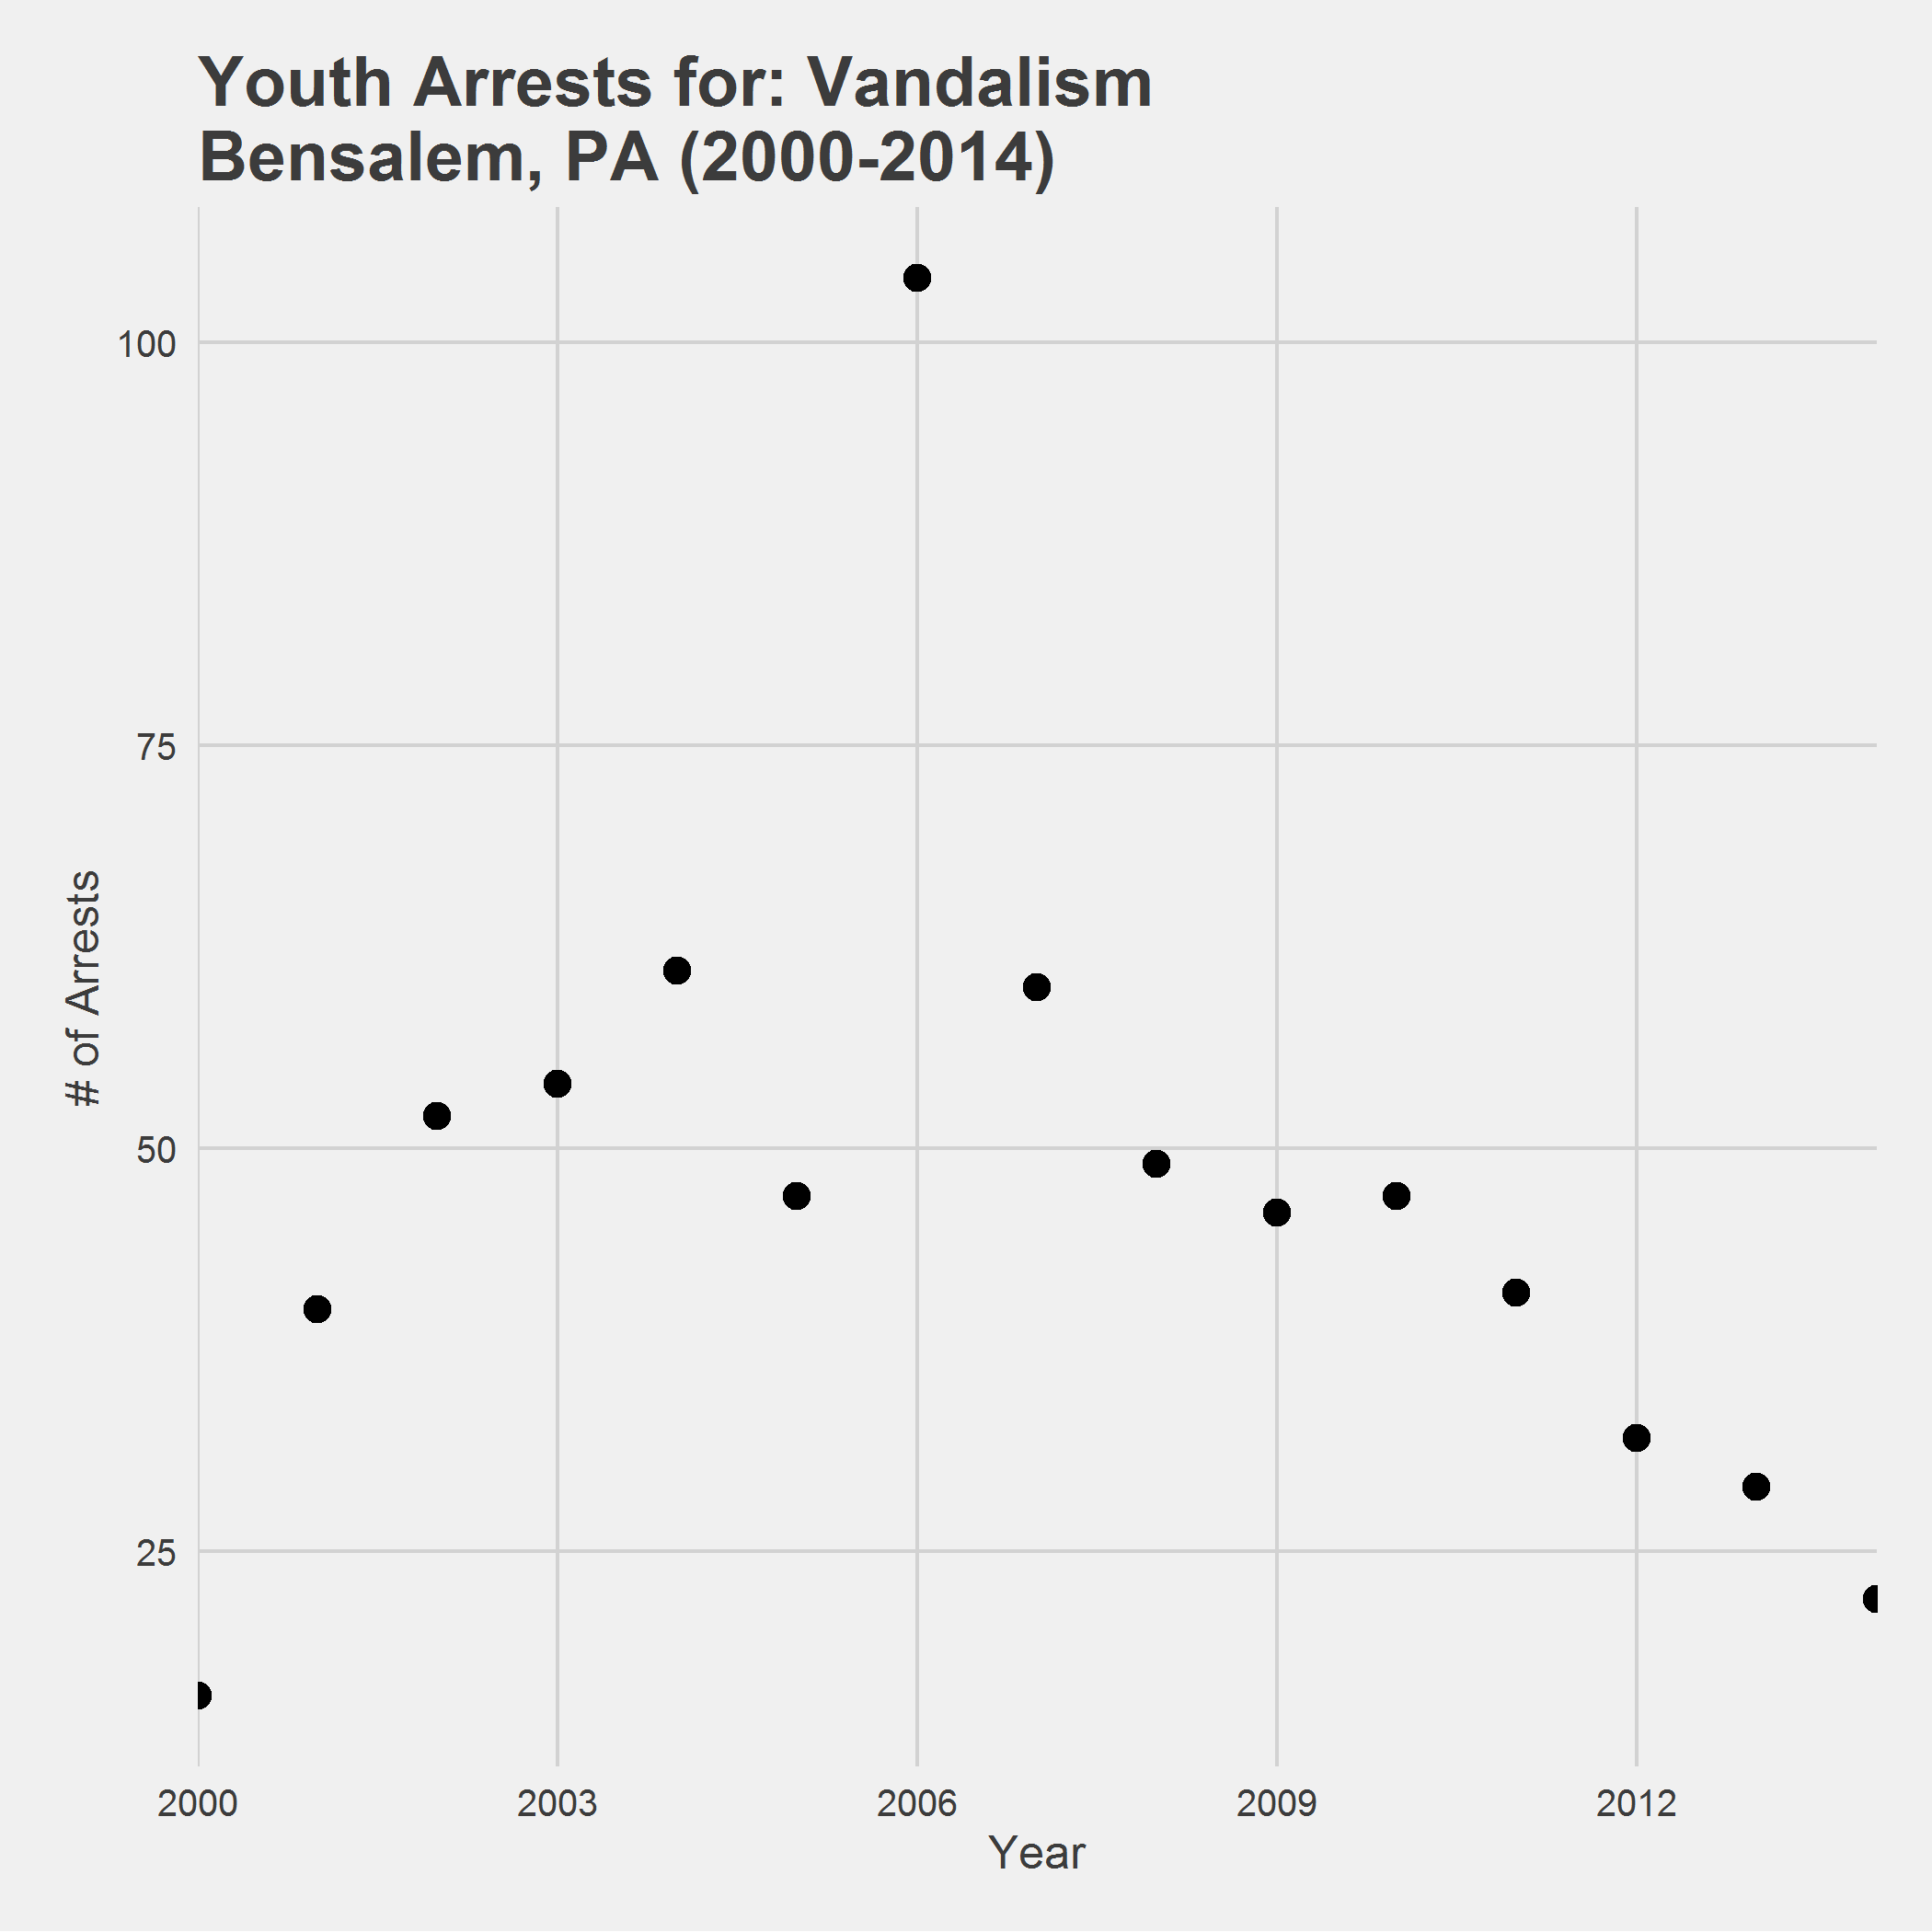 Youth Arrests for: Vandalism
Bensalem, PA (2000-2014)
100
75
50
25
# of Arrests
2000 2003 2006 2009 2012
Year